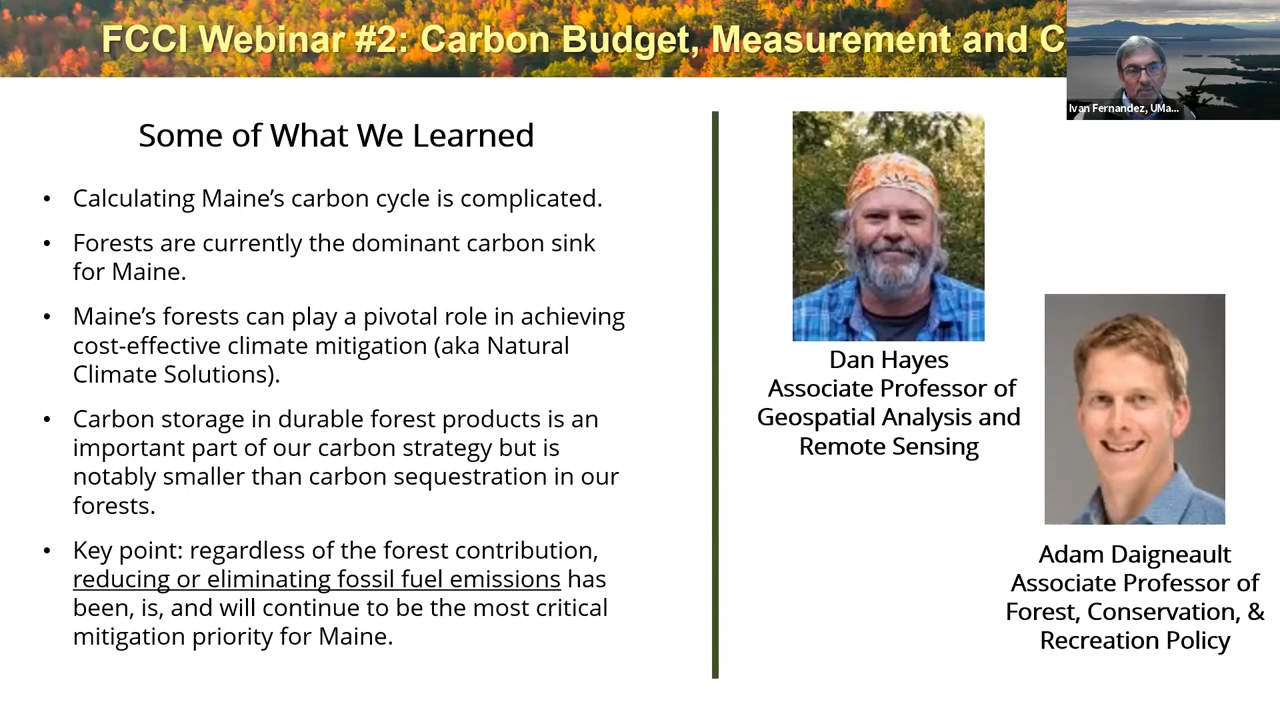 FCCI Webinar #2: Carbon Budget, Measurement and C
Ivan Fernandez, UMa...
Some of What We Learned
• Calculating Maine’s carbon cycle is complicated.
• Forests are currently the dominant carbon sink
for Maine.
• Maine’s forests can play a pivotal role in achieving
cost-effective climate mitigation (aka Natural
Climate Solutions).
• Carbon storage in durable forest products is an
important part of our carbon strategy but is
notably smaller than carbon sequestration in our
forests.
• Key point: regardless of the forest contribution,
reducing or eliminating fossil fuel emissions has
been, is, and will continue to be the most critical
mitigation priority for Maine.
Dan Hayes
Associate Professor of
Geospatial Analysis and
Remote Sensing
Adam Daigneault
Associate Professor of
Forest, Conservation, &
Recreation Policy